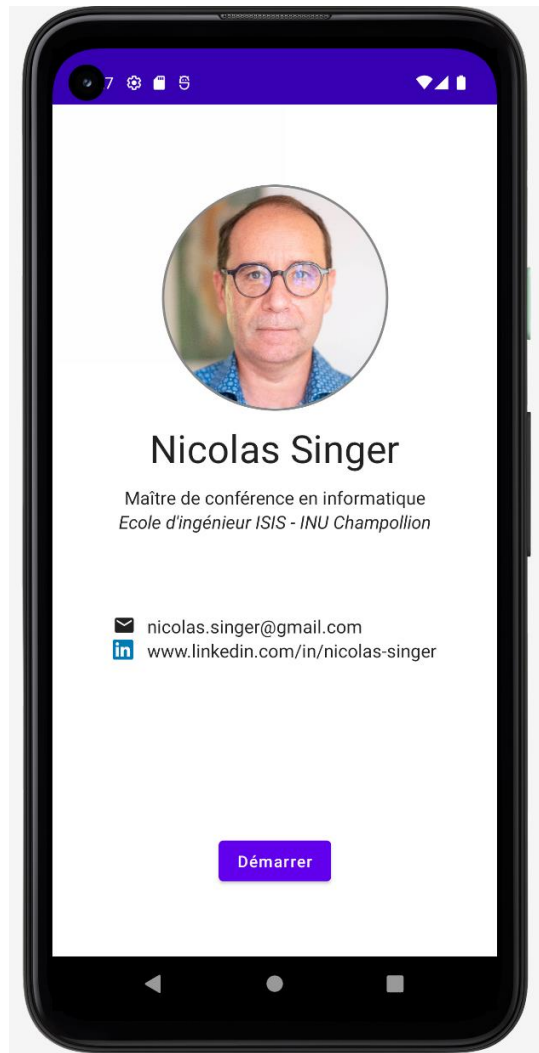 Nicolas Singer
Maître de conférence en informatique
Ecole d'ingénieur ISIS - INU Champollion
nicolas.singer@gmail.com
in www.linkedin.com/in/nicolas-singer
Démarrer